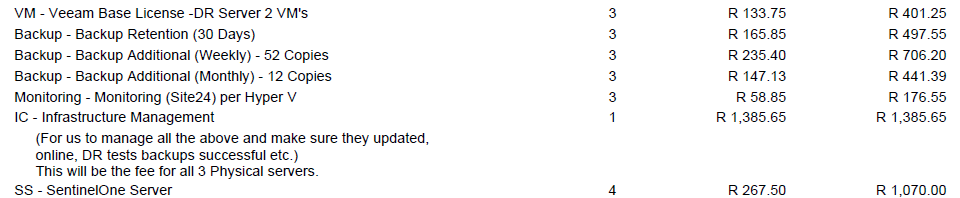 VM - Veeam Base License -DR Server 2 VM's 3 R 133.75 R 401.25
Backup - Backup Retention (30 Days) 3 R 165.85 R 497.55
Backup - Backup Additional (Weekly) - 52 Copies 3 R 235.40 R 706.20
Backup - Backup Additional (Monthly) - 12 Copies 3 R 147.13 R 441.39
Monitoring - Monitoring (Site24) per Hyper V 3 R 58.85 R 176.55
IC - Infrastructure Management 1 R 1,385.65 R 1,385.65
(For us to manage all the above and make sure they updated,
online, DR tests backups successful etc.)
This will be the fee for all 3 Physical servers.
SS - SentinelOne Server 4 R 267.50 R 1,070.00